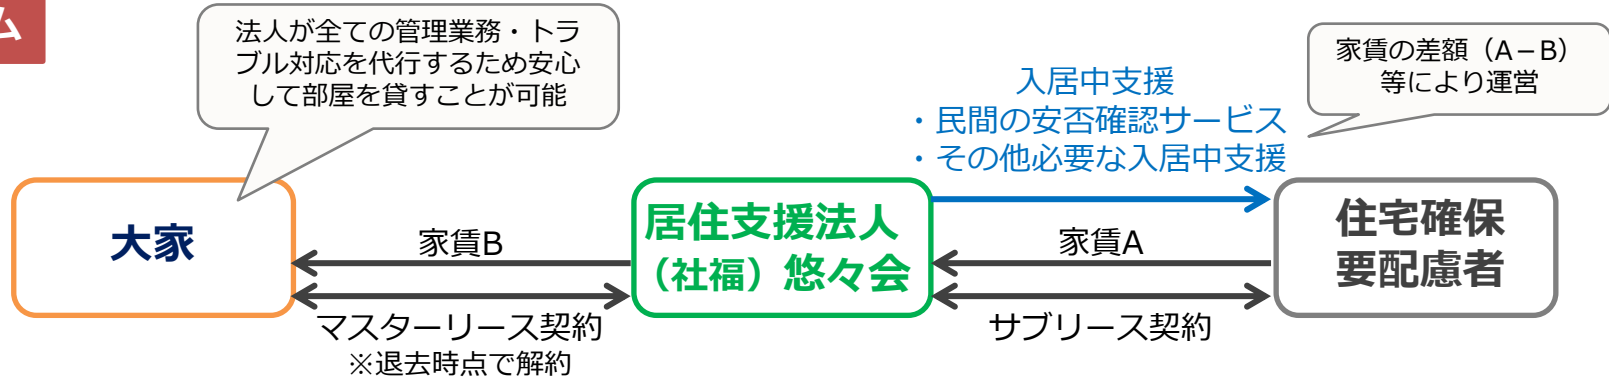 ム
法人が全ての管理業務・トラ
ブル対応を代行するため安心
して部屋を貸すことが可能
家賃の差額（A－B）
等により運営
入居中支援
・民間の安否確認サービス
・その他必要な入居中支援
大家
家賃B
居住支援法人
（社福）悠々会
家賃A
住宅確保
要配慮者
マスターリース契約
※退去時点で解約
サブリース契約